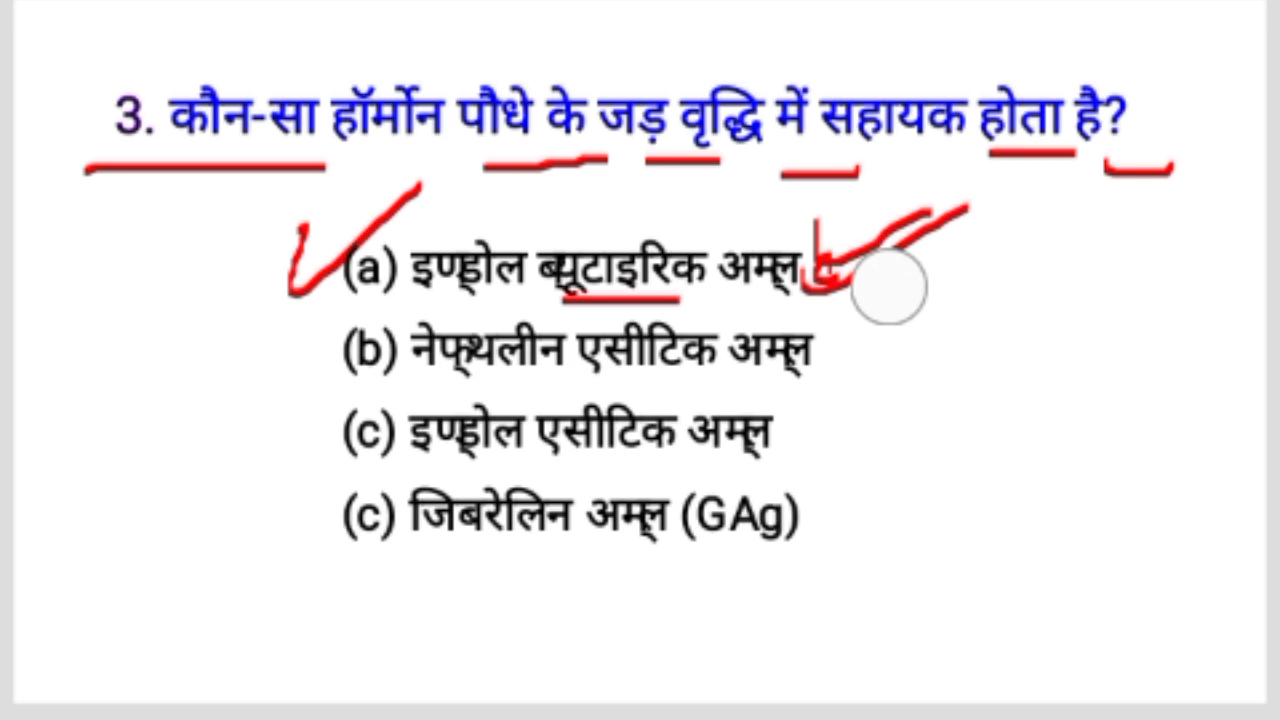 3. कौन-सा हॉर्मोन पौधे के जड़ वृद्धि में सहायक होता है?
(a) इण्डोल ब्यूटाइरिक अम्ल
(b) नेफ्थलीन एसीटिक अम्ल
(c) इण्डोल एसीटिक अम्ल
(c) जिबरेलिन अम्ल (GAg)